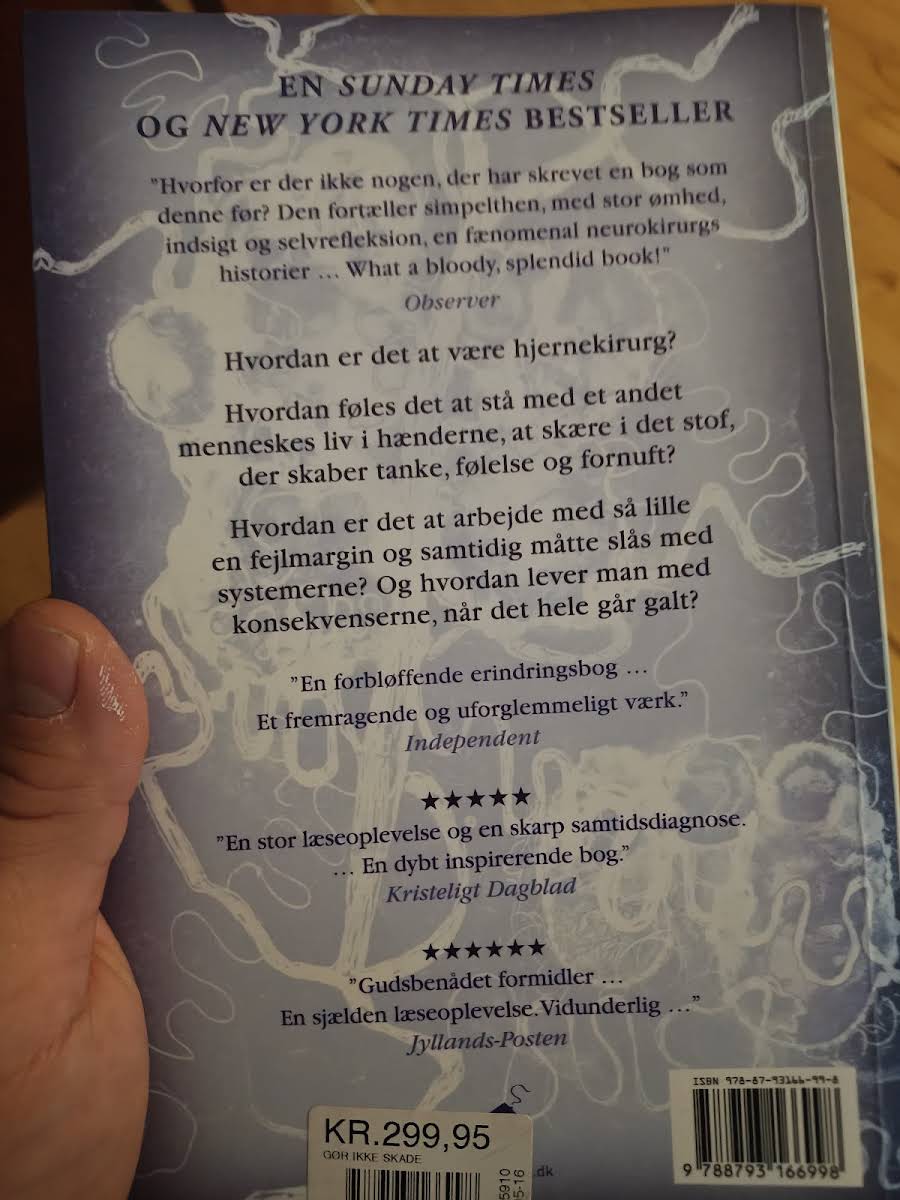 EN SUNDAY TIMES
OG NEW YORK TIMES BESTSELLER
"Hvorfor er der ikke nogen, der har skrevet en bog som
denne før? Den fortæller simpelthen, med stor ømhed,
indsigt og selvrefleksion, en fænomenal neurokirurgs
historier ... What a bloody, splendid book!"
Observer
Hvordan er det at være hjernekirurg?
Hvordan føles det at stå med et andet
menneskes liv i hænderne, at skære i det stof,
der skaber tanke, følelse og fornuft?
Hvordan er det at arbejde med så lille
en fejlmargin og samtidig måtte slås med
systemerne? Og hvordan lever man med
konsekvenserne, når det hele går galt?
"En forbløffende erindringsbog ...
Et fremragende og uforglemmeligt værk."
Independent
★★★★★
"En stor læseoplevelse og en skarp samtidsdiagnose.
... En dybt inspirerende bog."
Kristeligt Dagblad
★★★★★★
"Gudsbenådet formidler ...
En sjælden læseoplevelse. Vidunderlig ..."
Jyllands-Posten
ISBN 978-87-93166-99-8
9 788793 166998
KR.299,95
GØR IKKE SKADE
5910
5-16
.dk